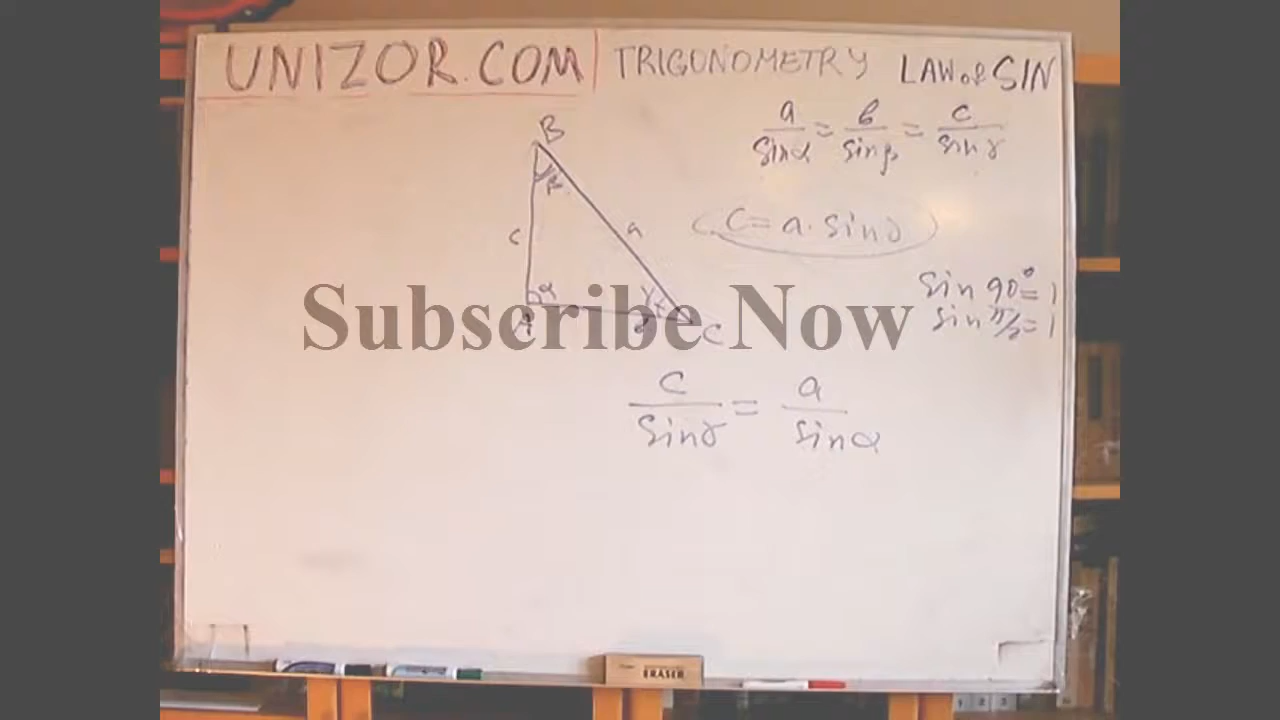 UNIZOR.COM | TRIGONOMETRY LAW OF SIN
a/sinα = b/sinβ = c/sinγ
B
c = a · sinγ
c a
sin 90° = 1
α γ
sin π/2 = 1
A b C
Subscribe Now
c/sinγ = a/sinα
ERASER